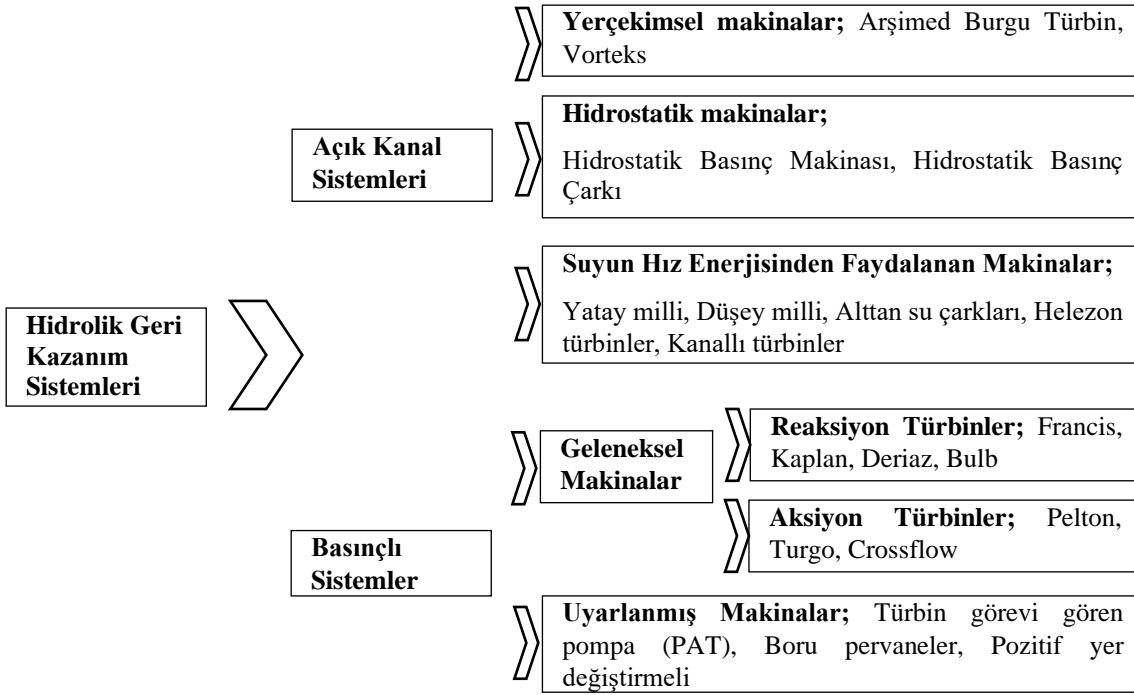 Yerçekimsel makinalar; Arşimed Burgu Türbin,
Vorteks
Açık Kanal
Sistemleri
Hidrostatik makinalar;
Hidrostatik Basınç Makinası, Hidrostatik Basınç
Çarkı
Suyun Hız Enerjisinden Faydalanan Makinalar;
Yatay milli, Düşey milli, Alttan su çarkları, Helezon
türbinler, Kanallı türbinler
Hidrolik Geri
Kazanım
Sistemleri
Geleneksel
Makinalar
Reaksiyon Türbinler; Francis,
Kaplan, Deriaz, Bulb
Aksiyon Türbinler; Pelton,
Turgo, Crossflow
Basınçlı
Sistemler
Uyarlanmış Makinalar; Türbin görevi gören
pompa (PAT), Boru pervaneler, Pozitif yer
değiştirmeli